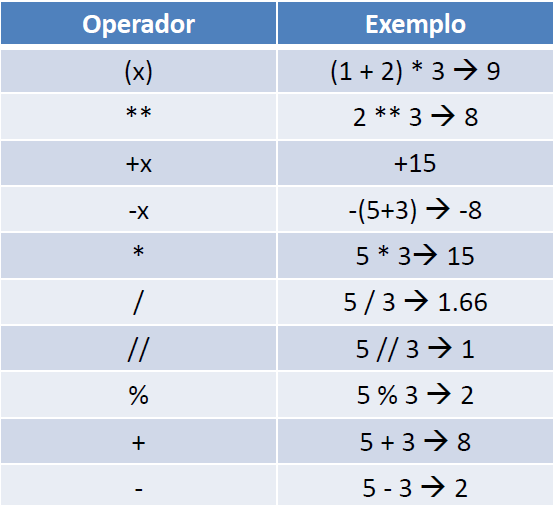 Operador Exemplo
(x) (1 + 2) * 3 → 9
** 2 ** 3 → 8
+x +15
-x -(5+3) → -8
* 5 * 3→ 15
/ 5 / 3 → 1.66
// 5 // 3 → 1
% 5 % 3 → 2
+ 5 + 3 → 8
- 5 - 3 → 2